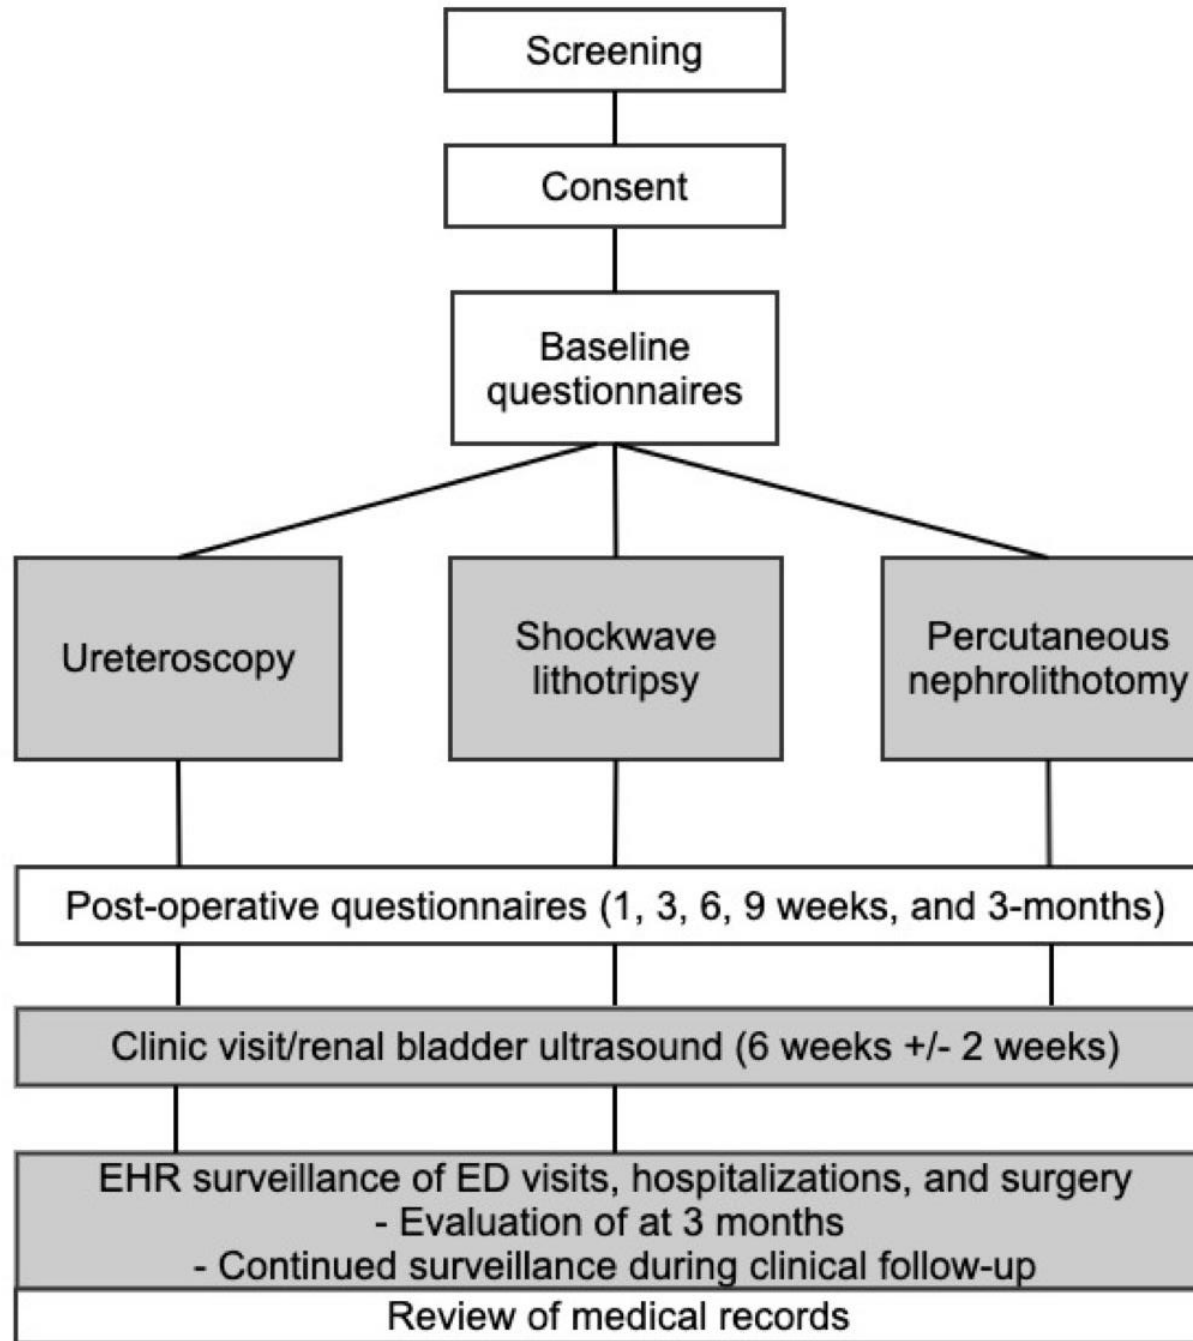 Screening
Consent
Baseline
questionnaires
Ureteroscopy
Shockwave
lithotripsy
Percutaneous
nephrolithotomy
Post-operative questionnaires (1, 3, 6, 9 weeks, and 3-months)
Clinic visit/renal bladder ultrasound (6 weeks +/- 2 weeks)
EHR surveillance of ED visits, hospitalizations, and surgery
- Evaluation of at 3 months
- Continued surveillance during clinical follow-up
Review of medical records